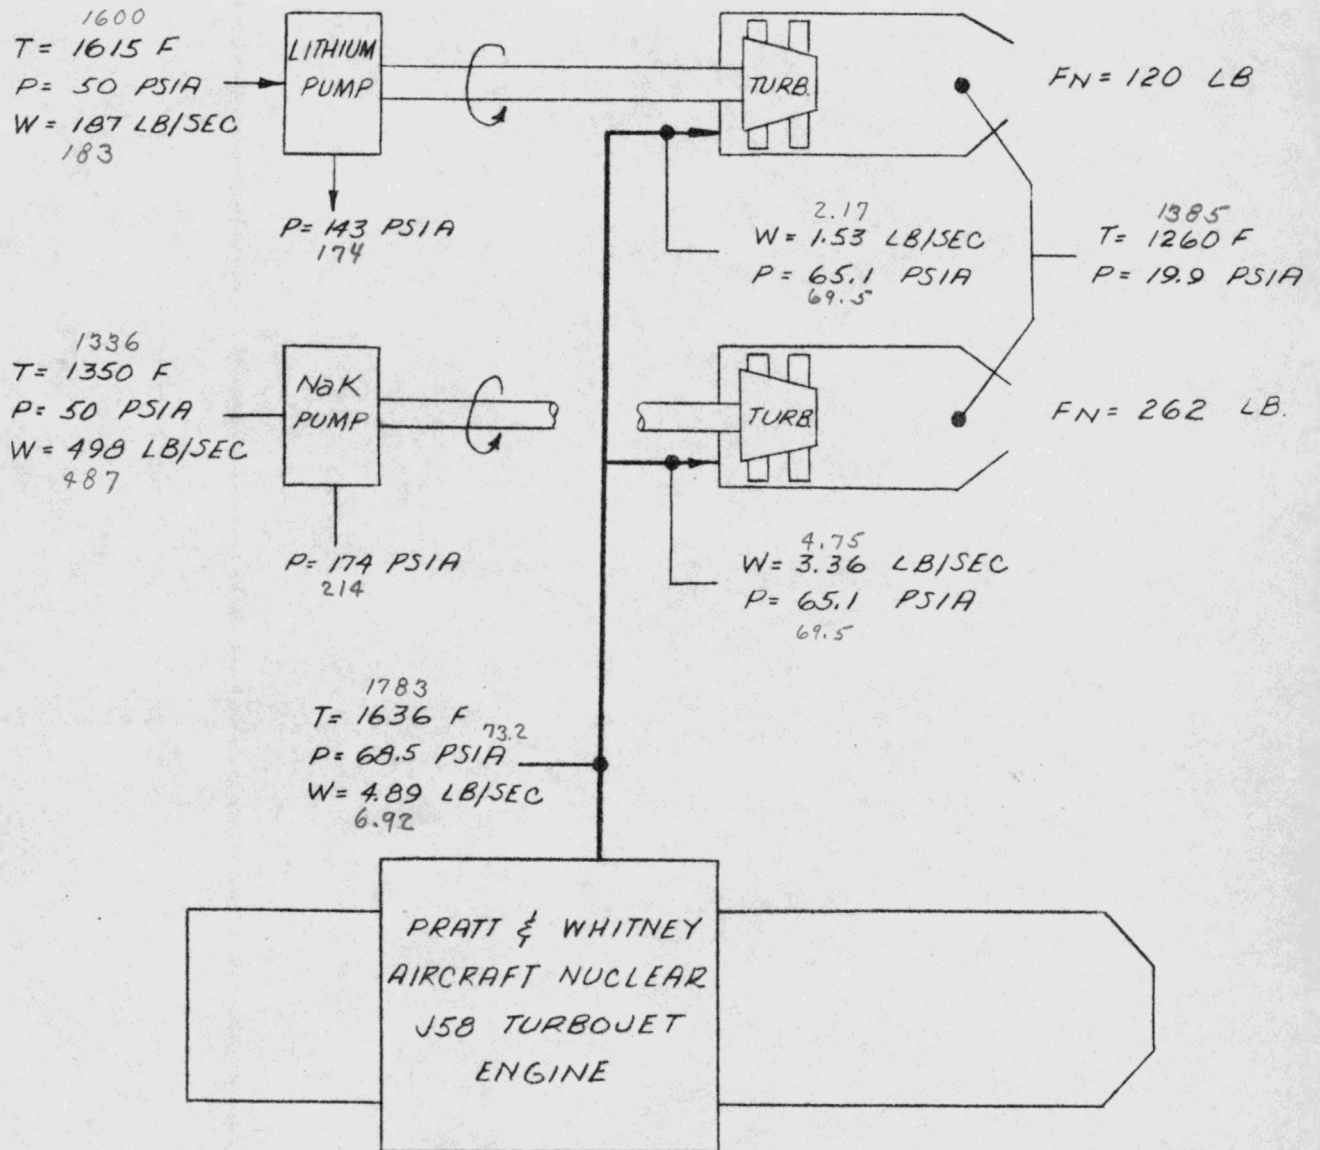 1600
T= 1615 F
P= 50 PSIA
W= 187 LB/SEC
183
LITHIUM
PUMP
P= 143 PSIA
174
TURB.
FN= 120 LB
2.17
W= 1.53 LB/SEC
P= 65.1 PSIA
69.5
1385
T= 1260 F
P= 19.9 PSIA
1336
T= 1350 F
P= 50 PSIA
W= 498 LB/SEC
487
NaK
PUMP
P= 174 PSIA
214
TURB.
FN= 262 LB.
4.75
W= 3.36 LB/SEC
P= 65.1 PSIA
69.5
1783
T= 1636 F
73.2
P= 68.5 PSIA
W= 4.89 LB/SEC
6.92
PRATT & WHITNEY
AIRCRAFT NUCLEAR
J58 TURBOJET
ENGINE